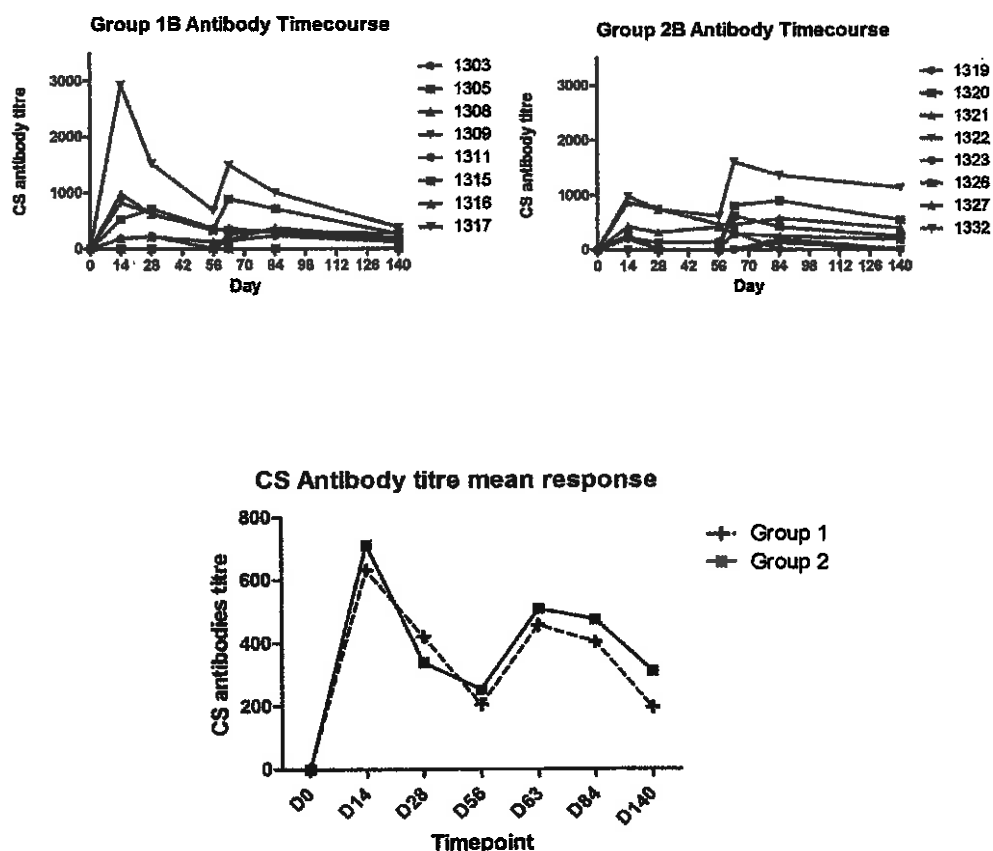 Group 1B Antibody Timecourse
CS antibody titre
3000
2000
1000
0
0 14 28 42 56 70 84 98 112 126 140
Day
1303
1305
1308
1309
1311
1315
1316
1317
Group 2B Antibody Timecourse
CS antibody titre
3000
2000
1000
0
0 14 28 42 56 70 84 98 112 126 140
Day
1319
1320
1321
1322
1323
1326
1327
1332
CS Antibody titre mean response
CS antibodies titre
800
600
400
200
0
D0 D14 D28 D56 D63 D84 D140
Timepoint
Group 1
Group 2